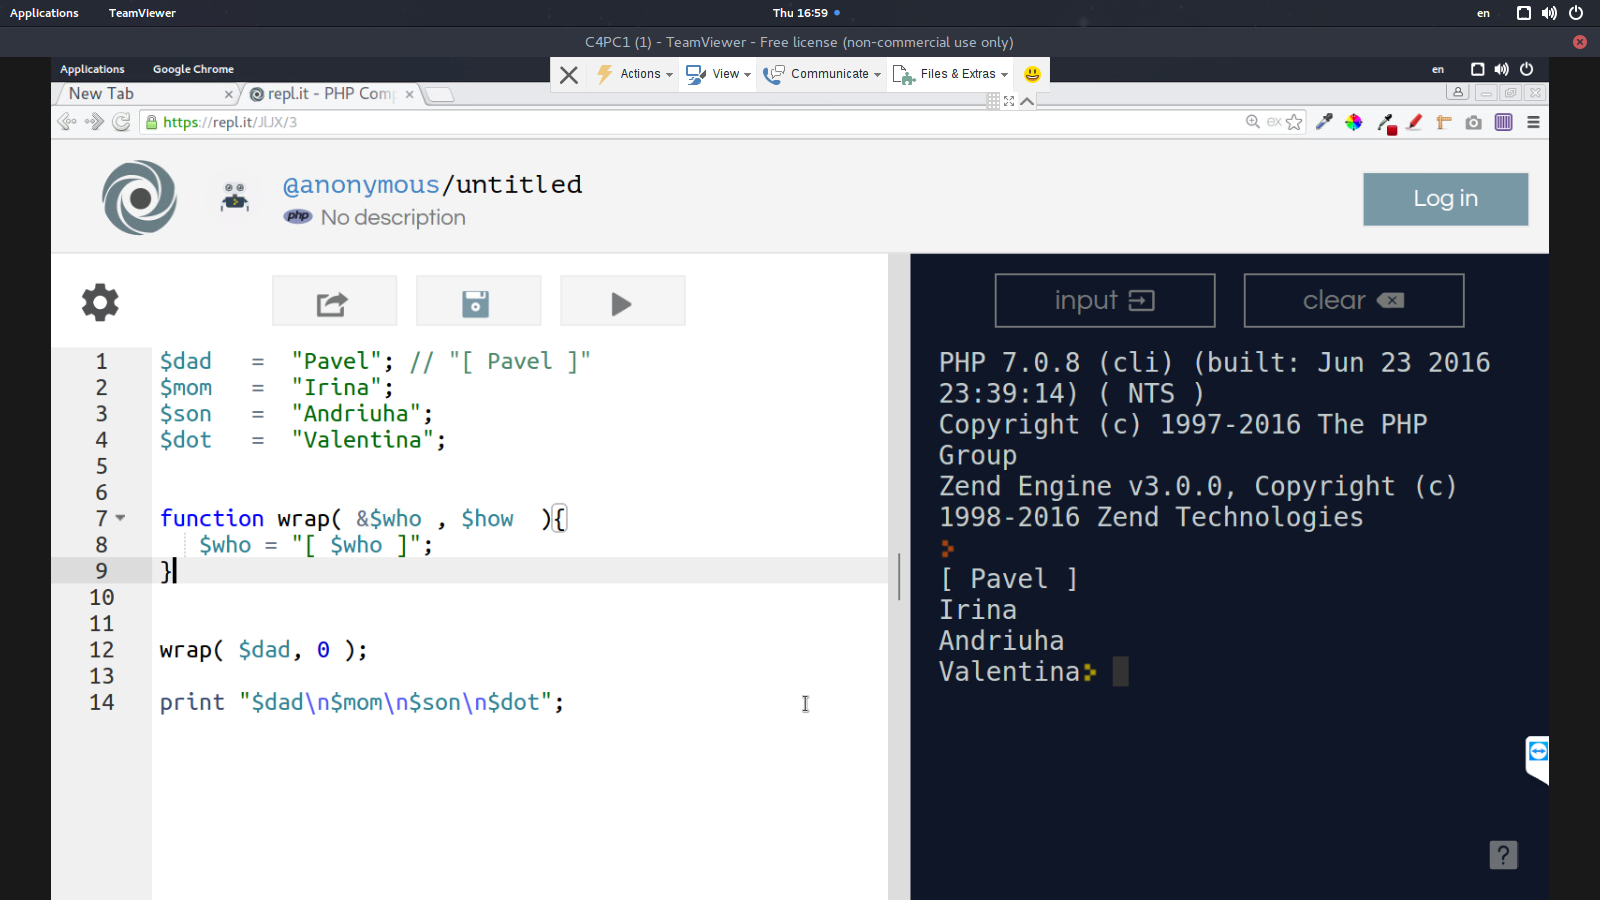 Applications TeamViewer Thu 16:59 en
C4PC1 (1) - TeamViewer - Free license (non-commercial use only)
Applications Google Chrome en
Actions View Communicate Files & Extras
New Tab repl.it - PHP Comp
https://repl.it/JlJX/3
@anonymous/untitled
php No description
Log in
input clear
1 $dad = "Pavel"; // "[ Pavel ]"
2 $mom = "Irina";
3 $son = "Andriuha";
4 $dot = "Valentina";
5
6
7 function wrap( &$who , $how ){
8 $who = "[ $who ]";
9 }
10
11
12 wrap( $dad, 0 );
13
14 print "$dad\n$mom\n$son\n$dot";
PHP 7.0.8 (cli) (built: Jun 23 2016
23:39:14) ( NTS )
Copyright (c) 1997-2016 The PHP
Group
Zend Engine v3.0.0, Copyright (c)
1998-2016 Zend Technologies
>
[ Pavel ]
Irina
Andriuha
Valentina>
?